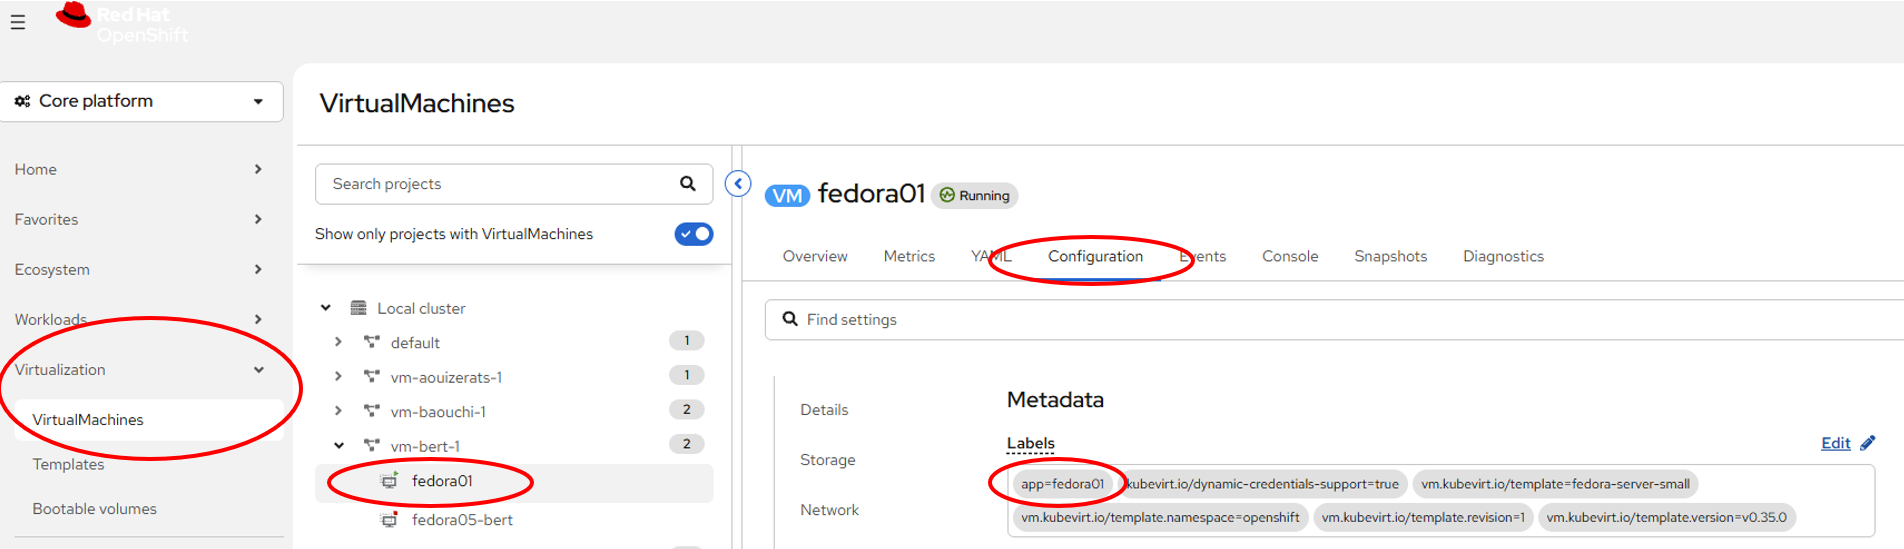 Red Hat
OpenShift
Core platform
Home
Favorites
Ecosystem
Workloads
Virtualization
VirtualMachines
Templates
Bootable volumes
VirtualMachines
Search projects
Show only projects with VirtualMachines
Local cluster
default 1
vm-aouizerats-1 1
vm-baouchi-1 2
vm-bert-1 2
fedora01
fedora05-bert
VM fedora01 Running
Overview Metrics YAML Configuration Events Console Snapshots Diagnostics
Find settings
Details
Storage
Network
Metadata
Labels Edit
app=fedora01 kubevirt.io/dynamic-credentials-support=true vm.kubevirt.io/template=fedora-server-small
vm.kubevirt.io/template.namespace=openshift vm.kubevirt.io/template.revision=1 vm.kubevirt.io/template.version=v0.35.0